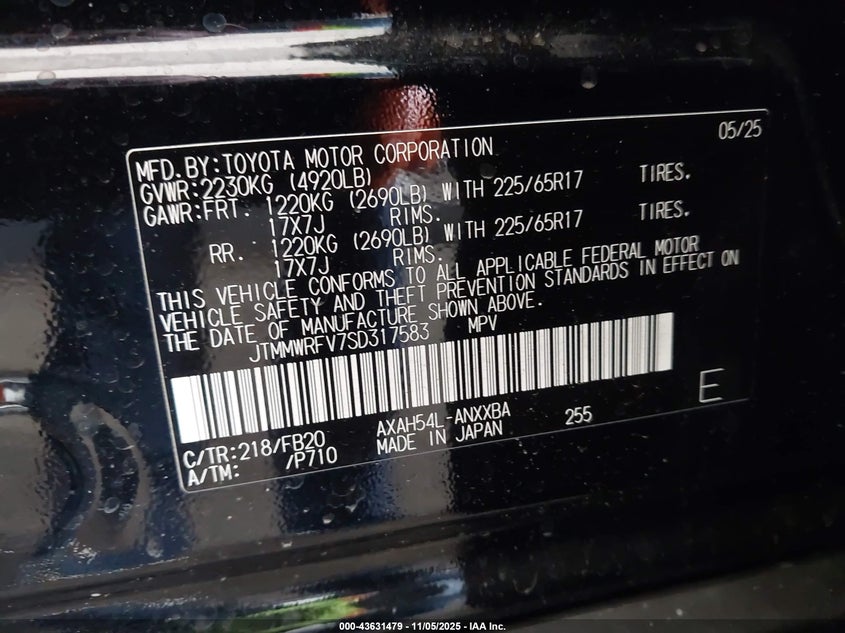 05/25
MFD.BY:TOYOTA MOTOR CORPORATION
GVWR:2230KG (4920LB)
GAWR:FRT. 1220KG (2690LB) WITH 225/65R17 TIRES.
17X7J RIMS.
RR. 1220KG (2690LB) WITH 225/65R17 TIRES.
17X7J RIMS.
THIS VEHICLE CONFORMS TO ALL APPLICABLE FEDERAL MOTOR
VEHICLE SAFETY AND THEFT PREVENTION STANDARDS IN EFFECT ON
THE DATE OF MANUFACTURE SHOWN ABOVE.
JTMMWRFV7SD317583 MPV
E
C/TR:218/FB20 AXAH54L-ANXXBA 255
A/TM: /P710 MADE IN JAPAN
000-43631479 - 11/05/2025 - IAA Inc.